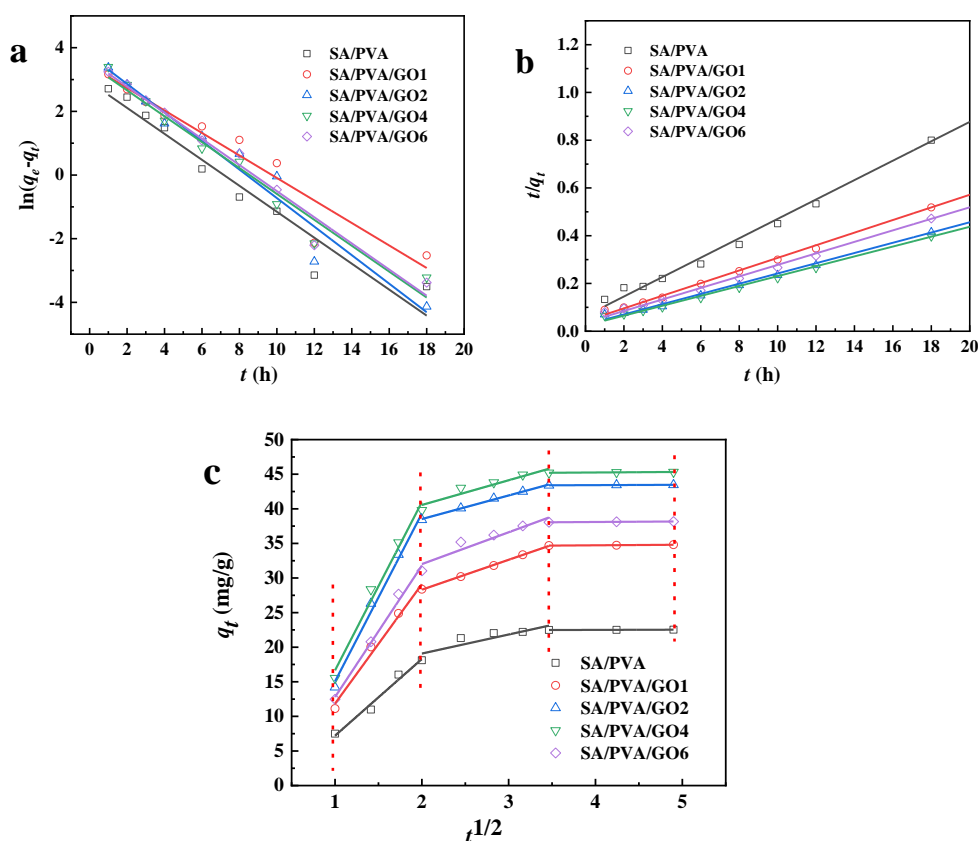 a
SA/PVA
SA/PVA/GO1
SA/PVA/GO2
SA/PVA/GO4
SA/PVA/GO6
ln(qe-qt)
4
2
0
-2
-4
0 2 4 6 8 10 12 14 16 18 20
t (h)
b
SA/PVA
SA/PVA/GO1
SA/PVA/GO2
SA/PVA/GO4
SA/PVA/GO6
t/qt
1.2
1.0
0.8
0.6
0.4
0.2
0.0
2 4 6 8 10 12 14 16 18 20
t (h)
c
qt (mg/g)
50
45
40
35
30
25
20
15
10
5
0
SA/PVA
SA/PVA/GO1
SA/PVA/GO2
SA/PVA/GO4
SA/PVA/GO6
1 2 3 4 5
t1/2